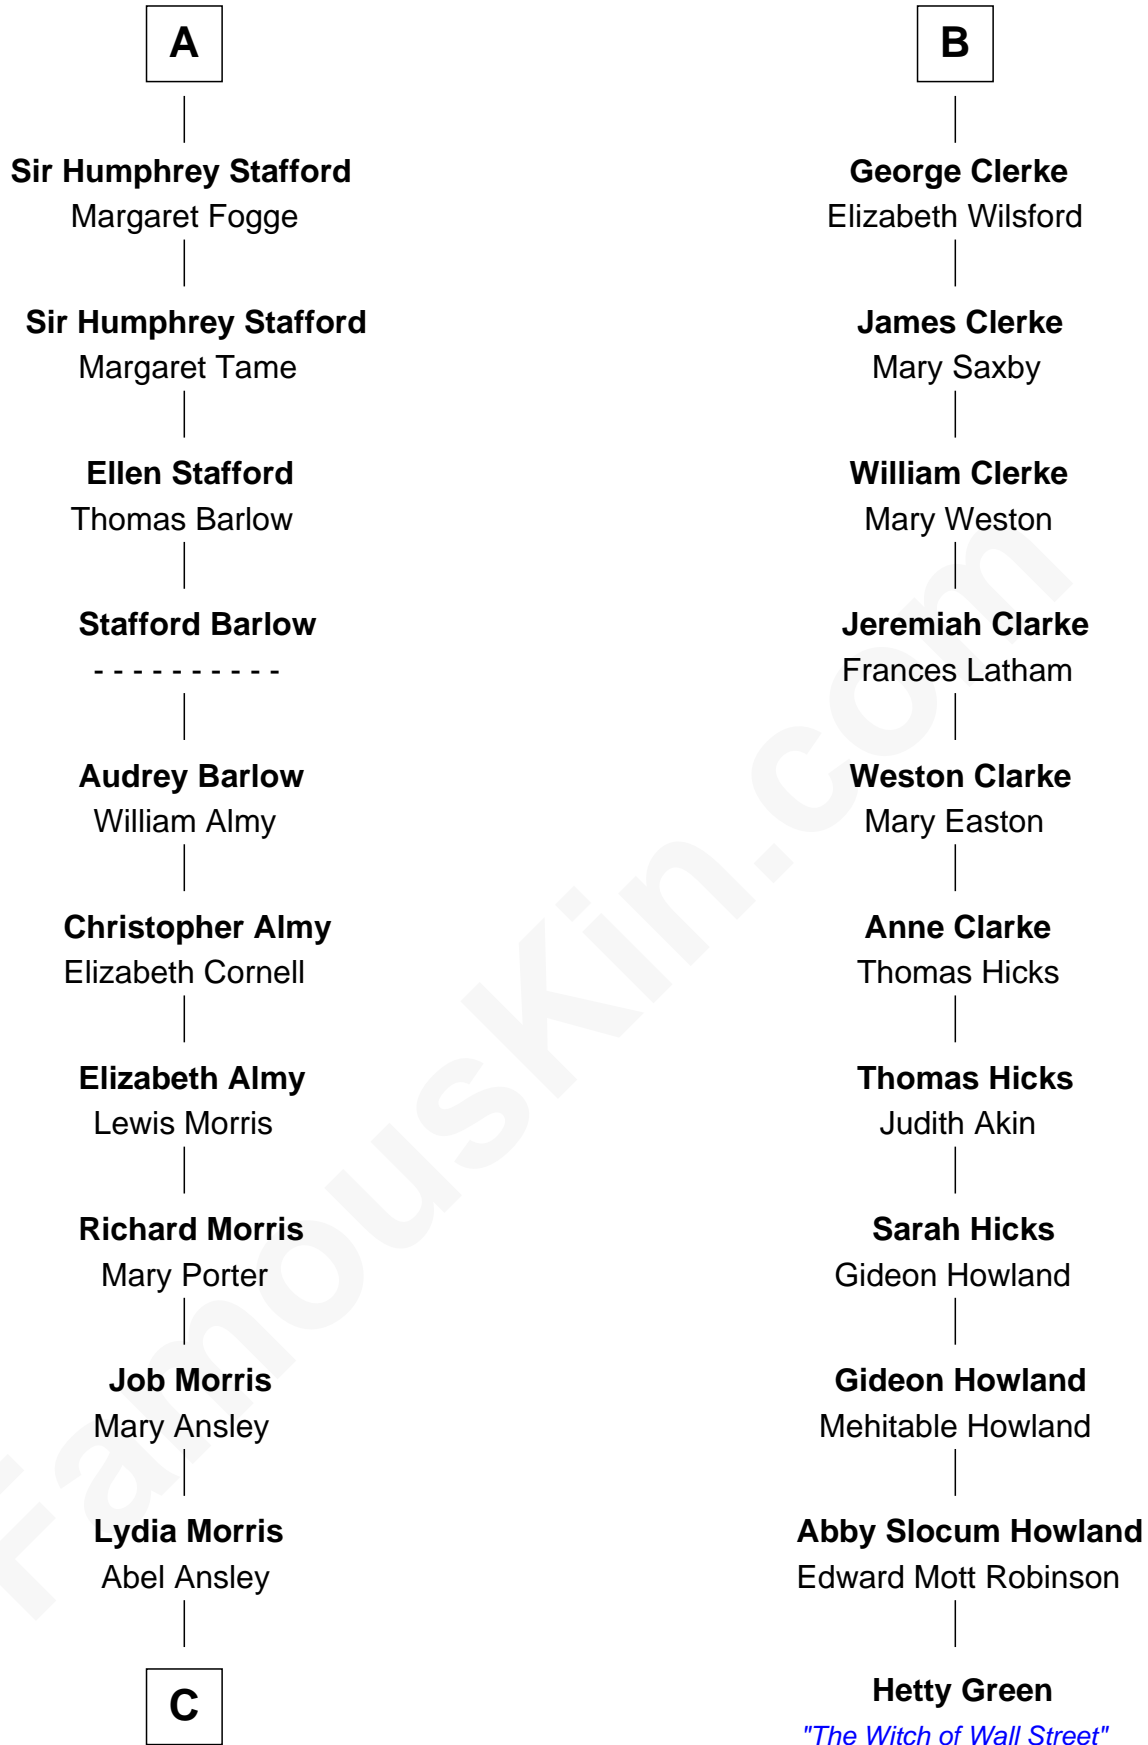 A
Sir Humphrey Stafford
Margaret Fogge
Sir Humphrey Stafford
Margaret Tame
Ellen Stafford
Thomas Barlow
Stafford Barlow
- - - - - - - - - -
Audrey Barlow
William Almy
Christopher Almy
Elizabeth Cornell
Elizabeth Almy
Lewis Morris
Richard Morris
Mary Porter
Job Morris
Mary Ansley
Lydia Morris
Abel Ansley
C
B
George Clerke
Elizabeth Wilsford
James Clerke
Mary Saxby
William Clerke
Mary Weston
Jeremiah Clarke
Frances Latham
Weston Clarke
Mary Easton
Anne Clarke
Thomas Hicks
Thomas Hicks
Judith Akin
Sarah Hicks
Gideon Howland
Gideon Howland
Mehitable Howland
Abby Slocum Howland
Edward Mott Robinson
Hetty Green
"The Witch of Wall Street"
FamousKin.com